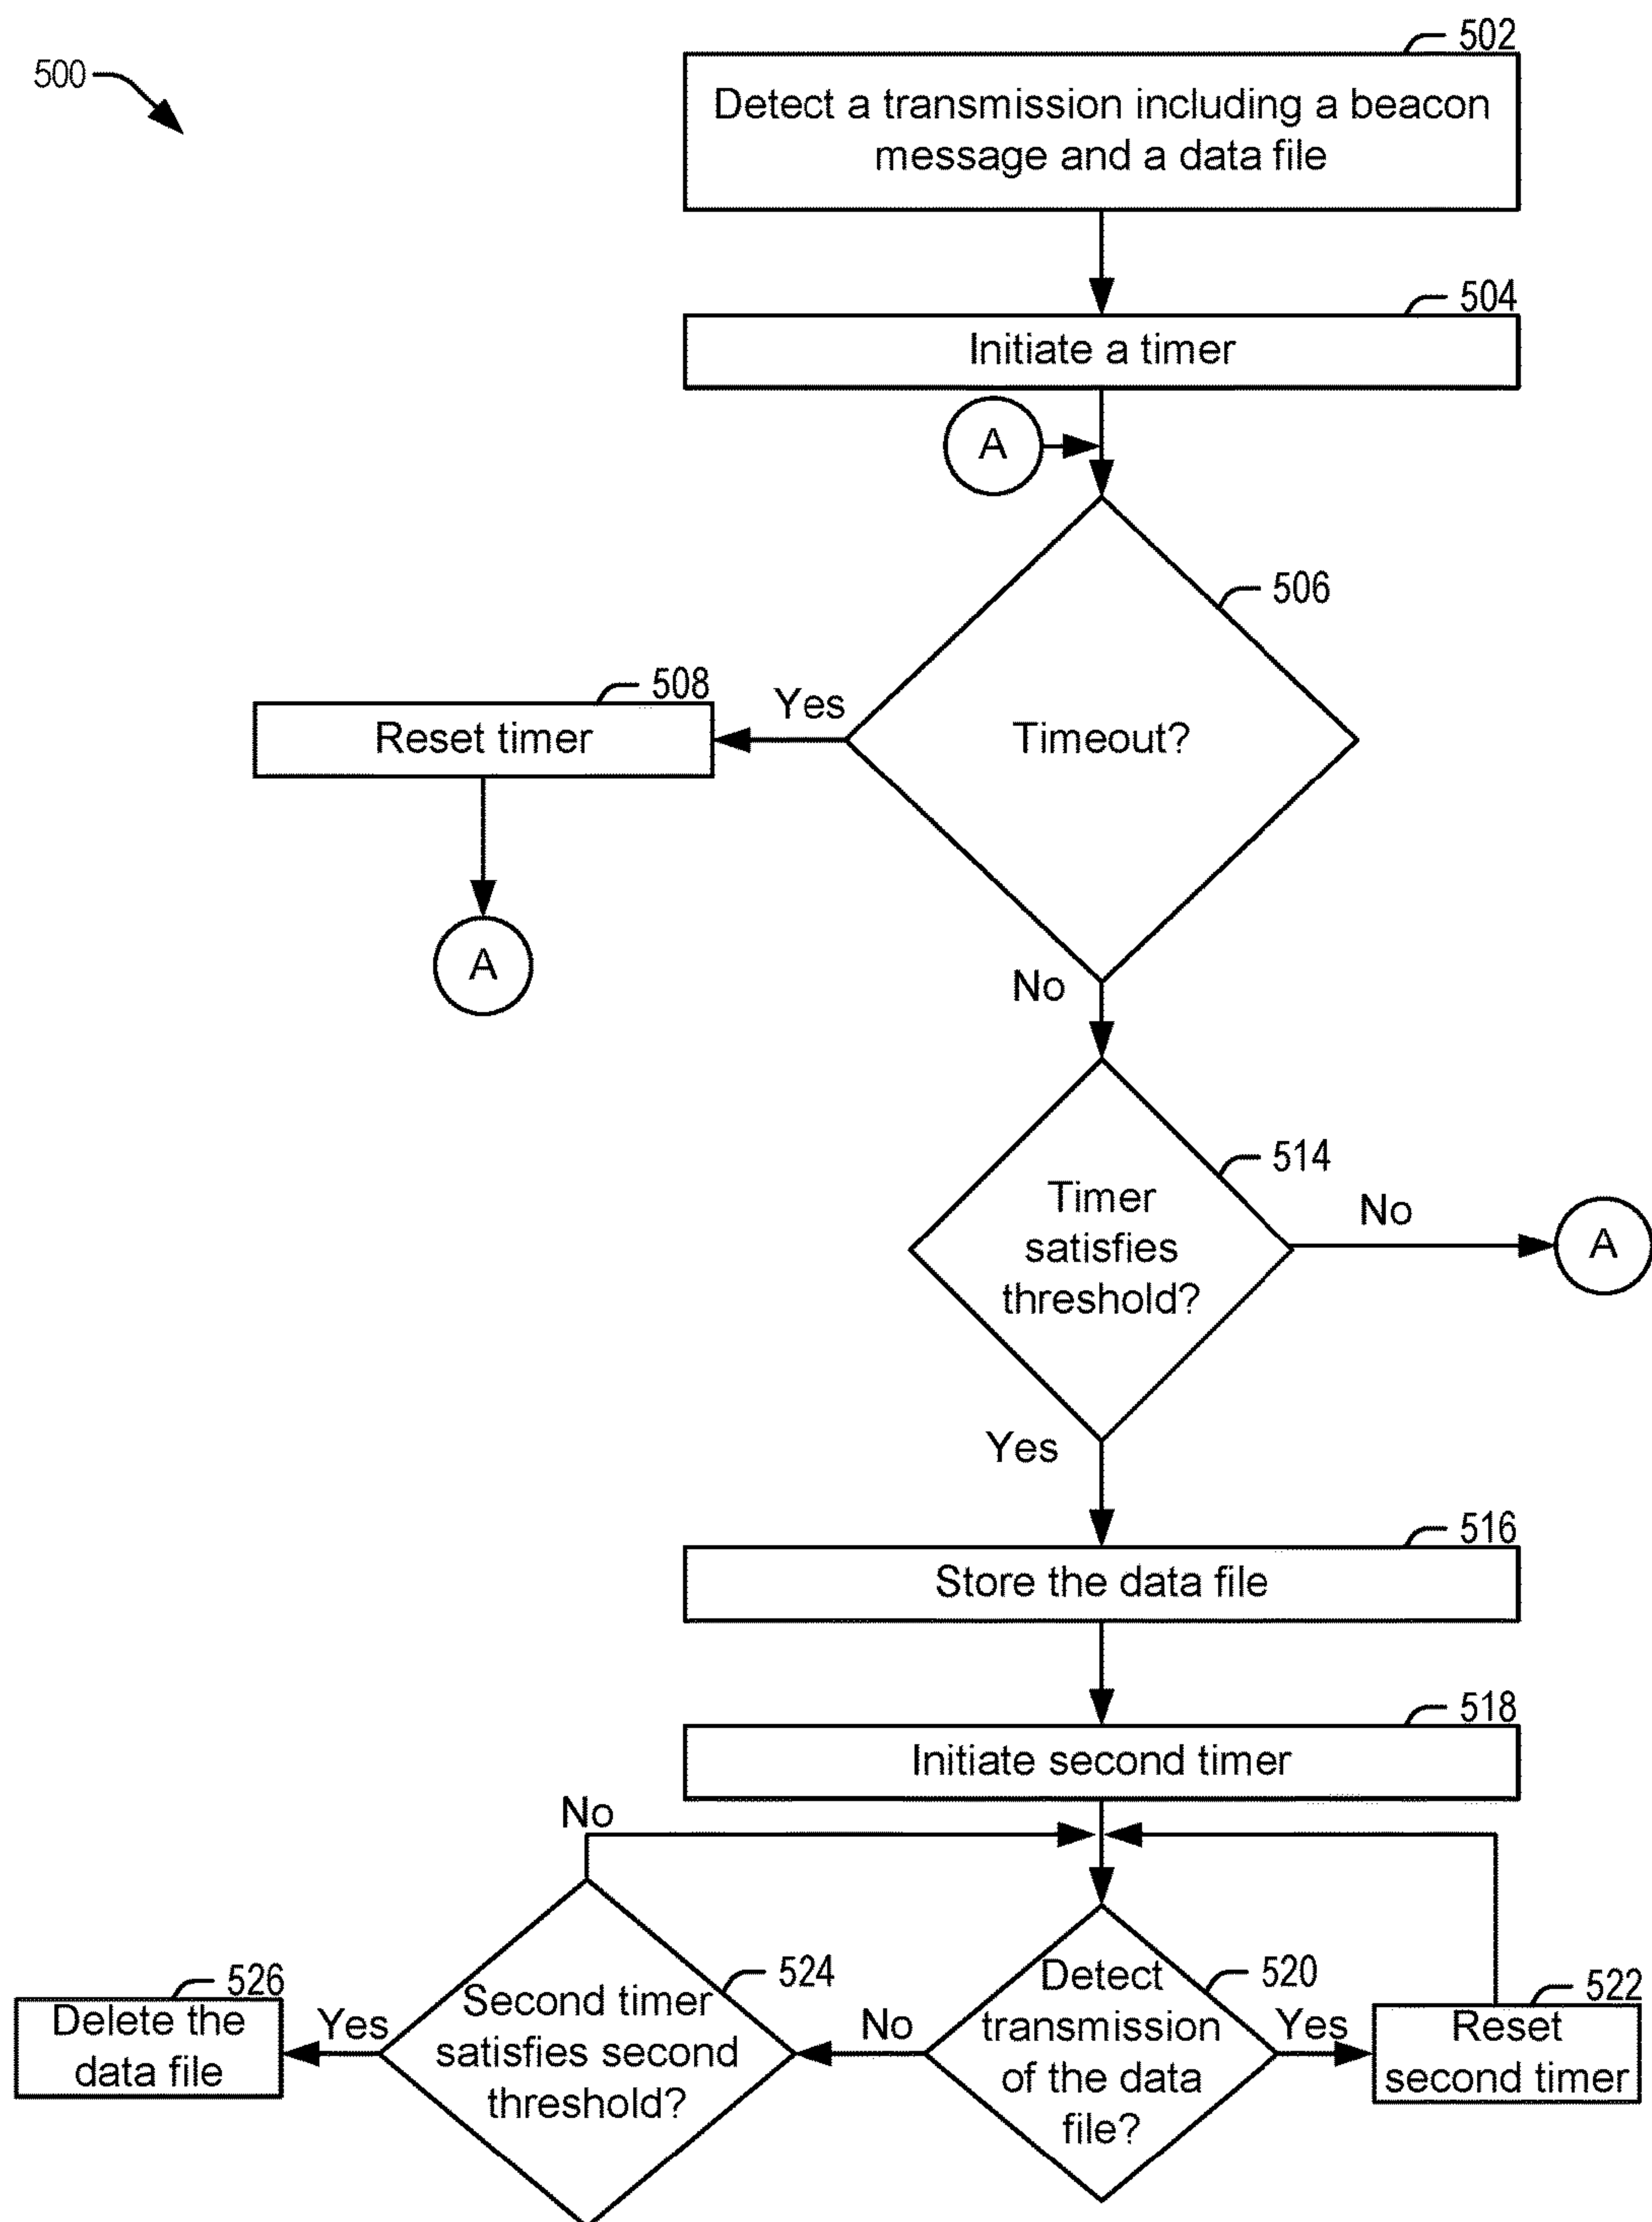 500
502
Detect a transmission including a beacon
message and a data file
504
Initiate a timer
A
506
Timeout?
Yes
508
Reset timer
A
No
514
Timer
satisfies
threshold?
No
A
Yes
516
Store the data file
518
Initiate second timer
No
520
Detect
transmission
of the data
file?
Yes
522
Reset
second timer
No
524
Second timer
satisfies second
threshold?
Yes
526
Delete the
data file